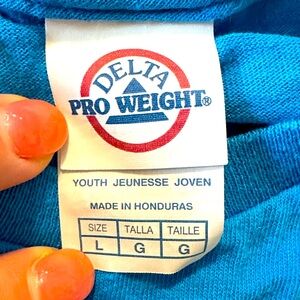 DELTA
PRO WEIGHT®
YOUTH JEUNESSE JOVEN
MADE IN HONDURAS
SIZE TALLA TAILLE
L G G